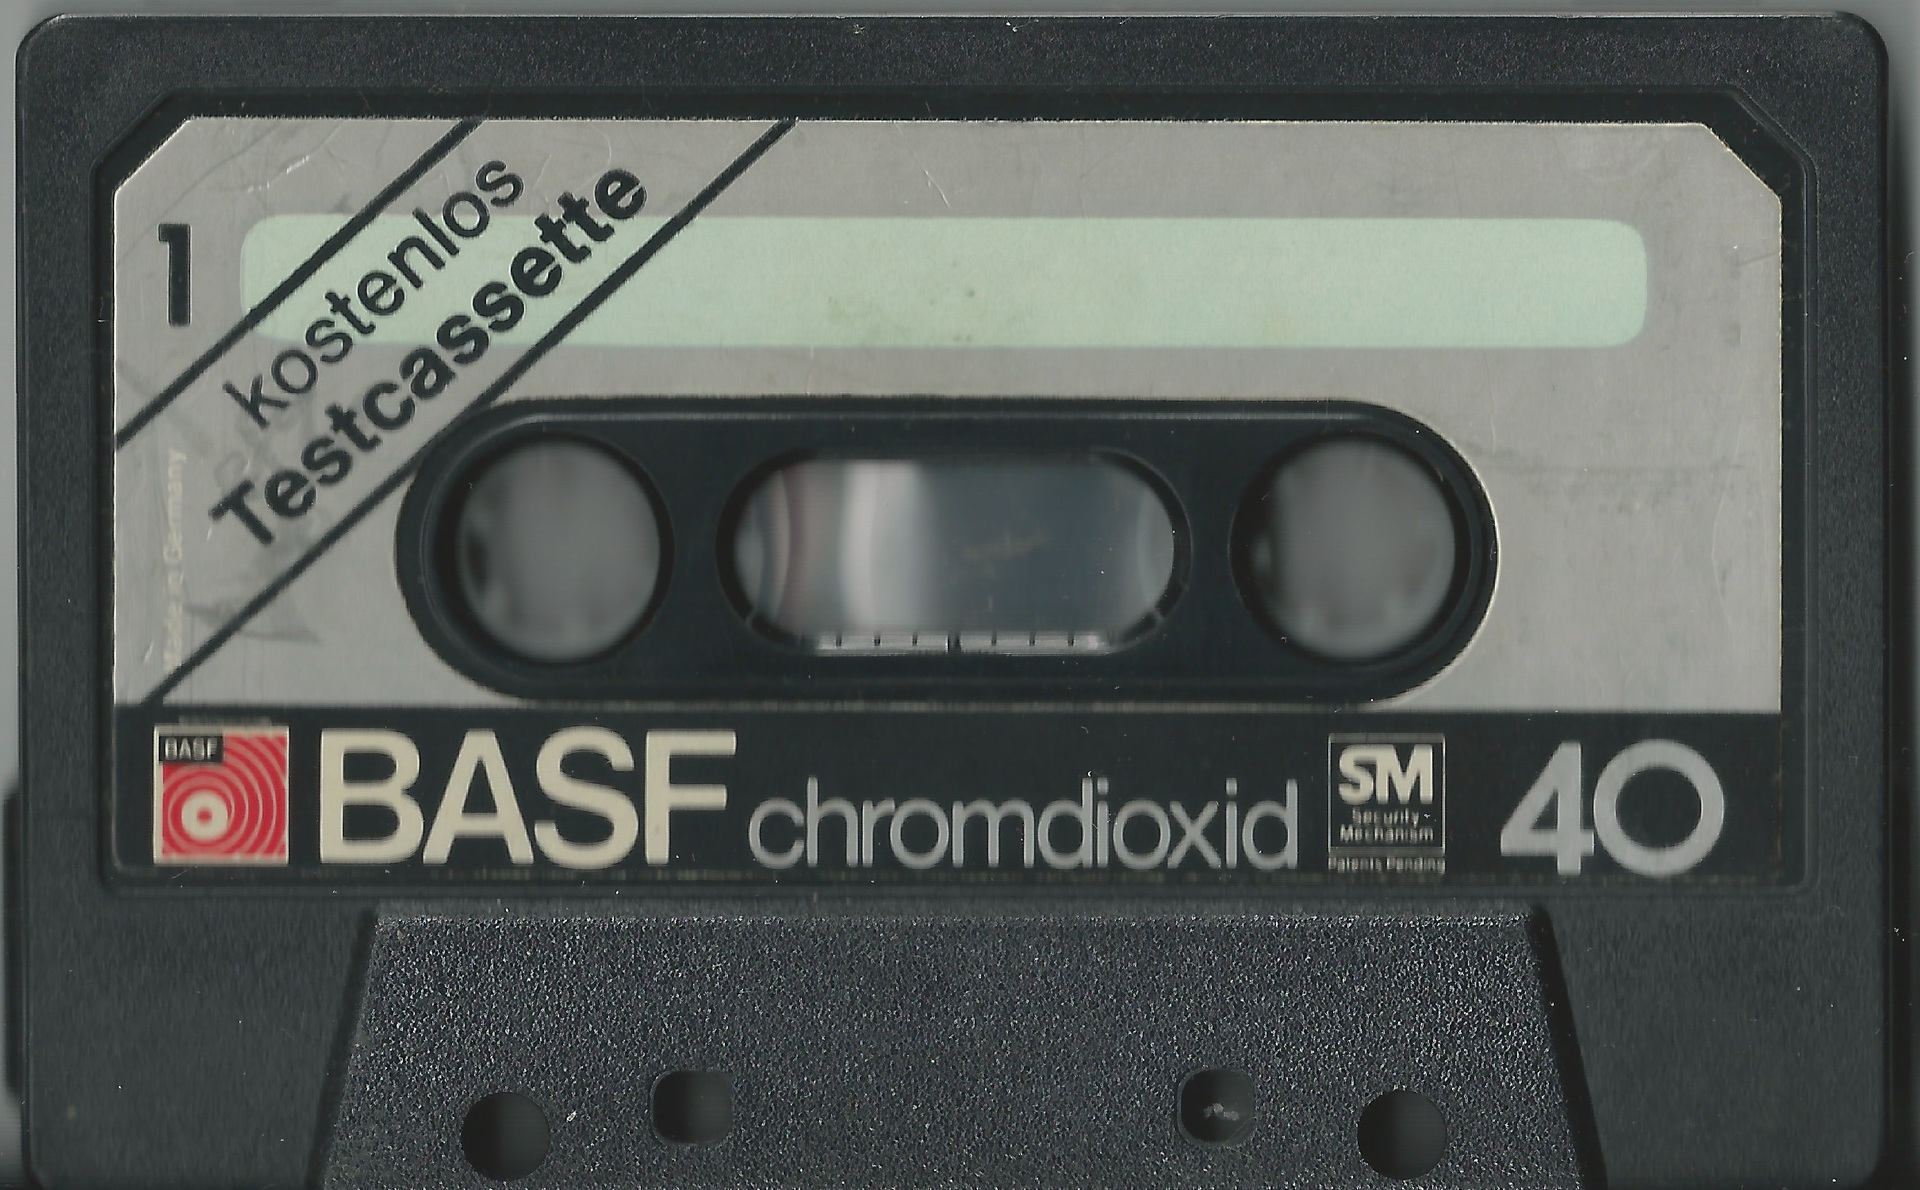 1
kostenlos
Testcassette
Made in Germany
BASF
BASF chromdioxid
SM
Security
Mechanism
Patents Pending
40